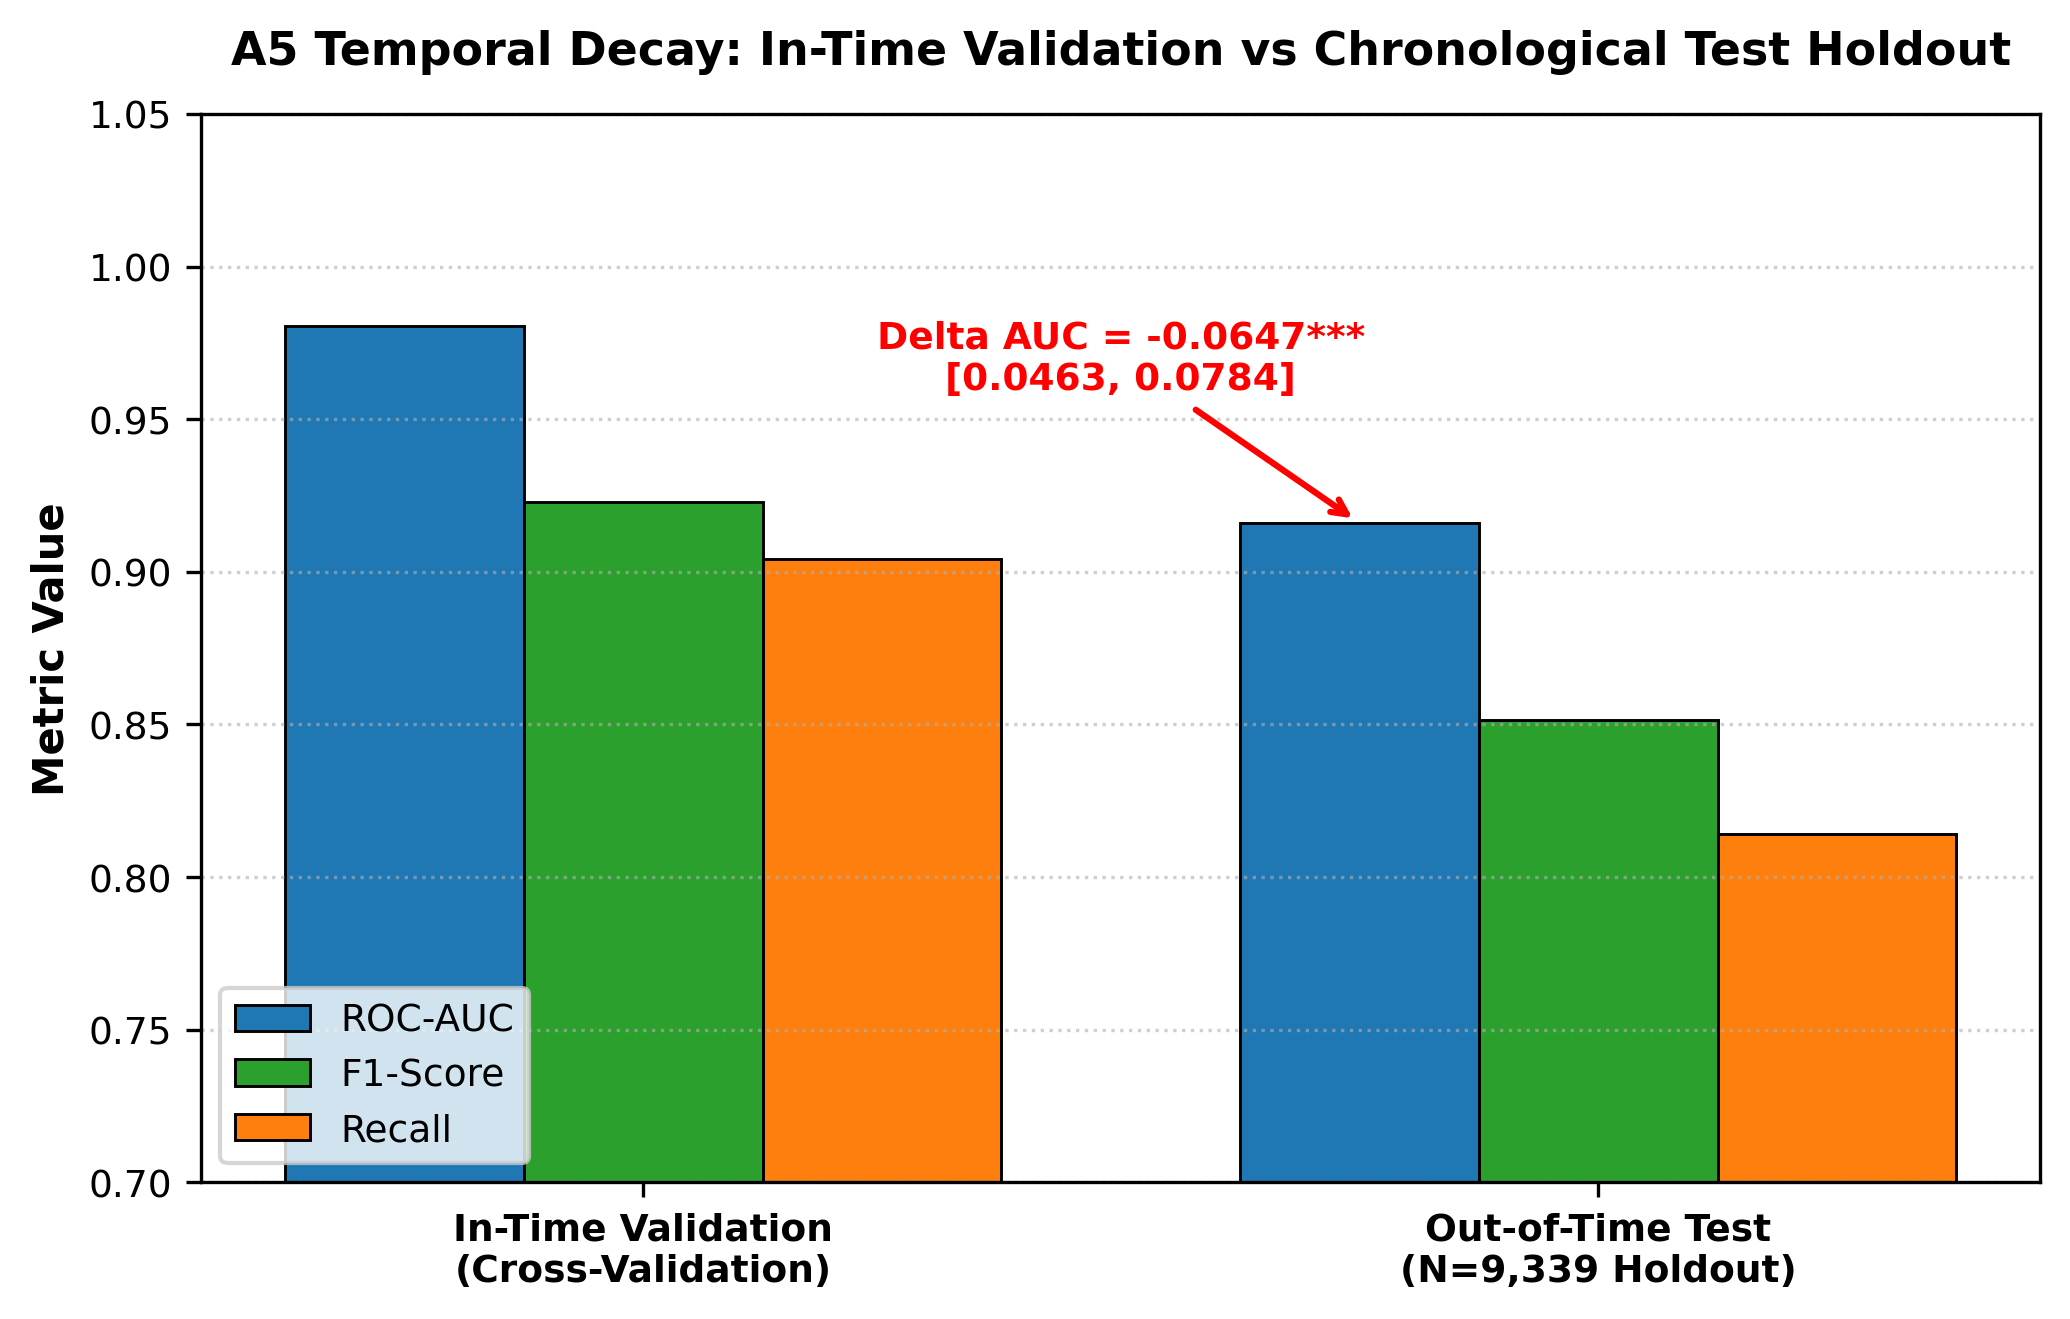 A5 Temporal Decay: In-Time Validation vs Chronological Test Holdout
Metric Value
1.05
1.00
0.95
0.90
0.85
0.80
0.75
0.70
Delta AUC = -0.0647***
[0.0463, 0.0784]
ROC-AUC
F1-Score
Recall
In-Time Validation
(Cross-Validation)
Out-of-Time Test
(N=9,339 Holdout)